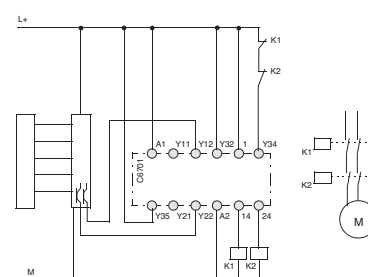 L+
K1
K2
A1 Y11 Y12 Y32 1 Y34
C6701
K1
K2
Y35 Y21 Y22 A2 14 24
M
K1 K2
M